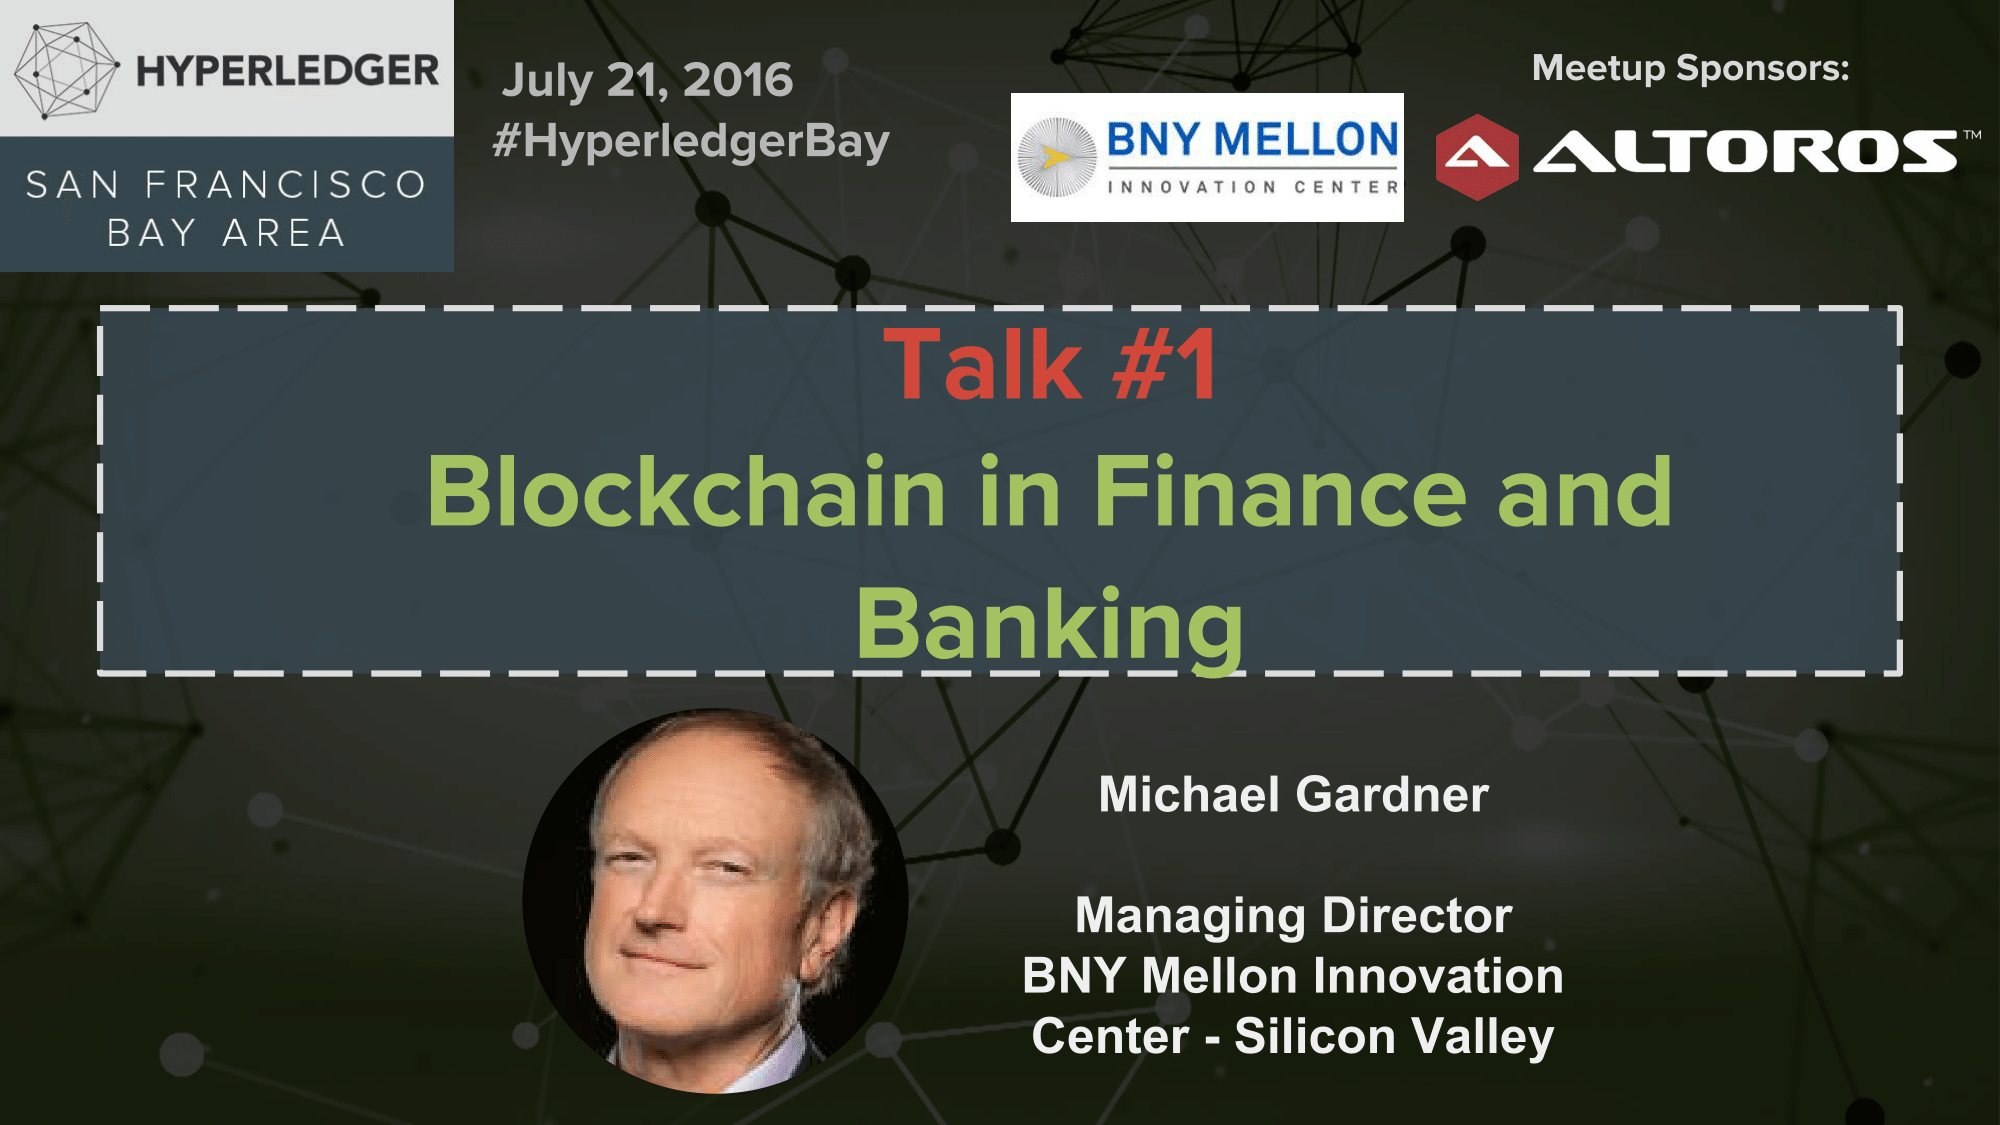 HYPERLEDGER
SAN FRANCISCO
BAY AREA
July 21, 2016
#HyperledgerBay
Meetup Sponsors:
BNY MELLON
INNOVATION CENTER
ALTOROS™
Talk #1
Blockchain in Finance and
Banking
Michael Gardner
Managing Director
BNY Mellon Innovation
Center - Silicon Valley